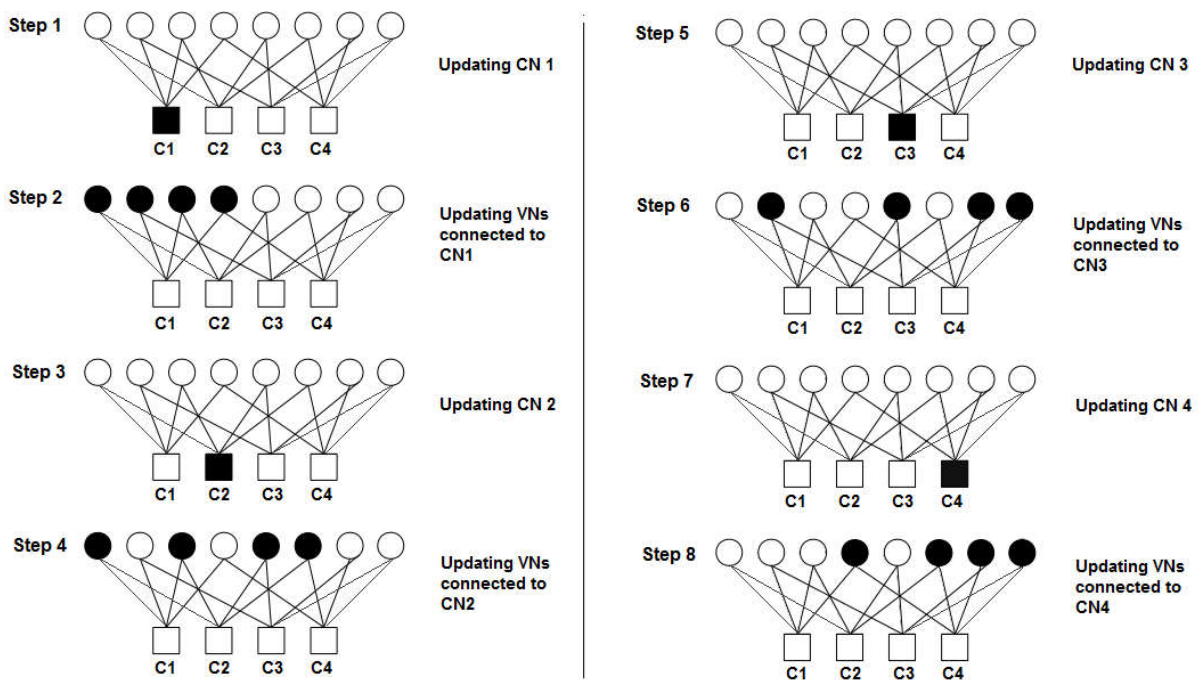 Step 1
Updating CN 1
C1 C2 C3 C4
Step 2
Updating VNs
connected to
CN1
C1 C2 C3 C4
Step 3
Updating CN 2
C1 C2 C3 C4
Step 4
Updating VNs
connected to
CN2
C1 C2 C3 C4
Step 5
Updating CN 3
C1 C2 C3 C4
Step 6
Updating VNs
connected to
CN3
C1 C2 C3 C4
Step 7
Updating CN 4
C1 C2 C3 C4
Step 8
Updating VNs
connected to
CN4
C1 C2 C3 C4